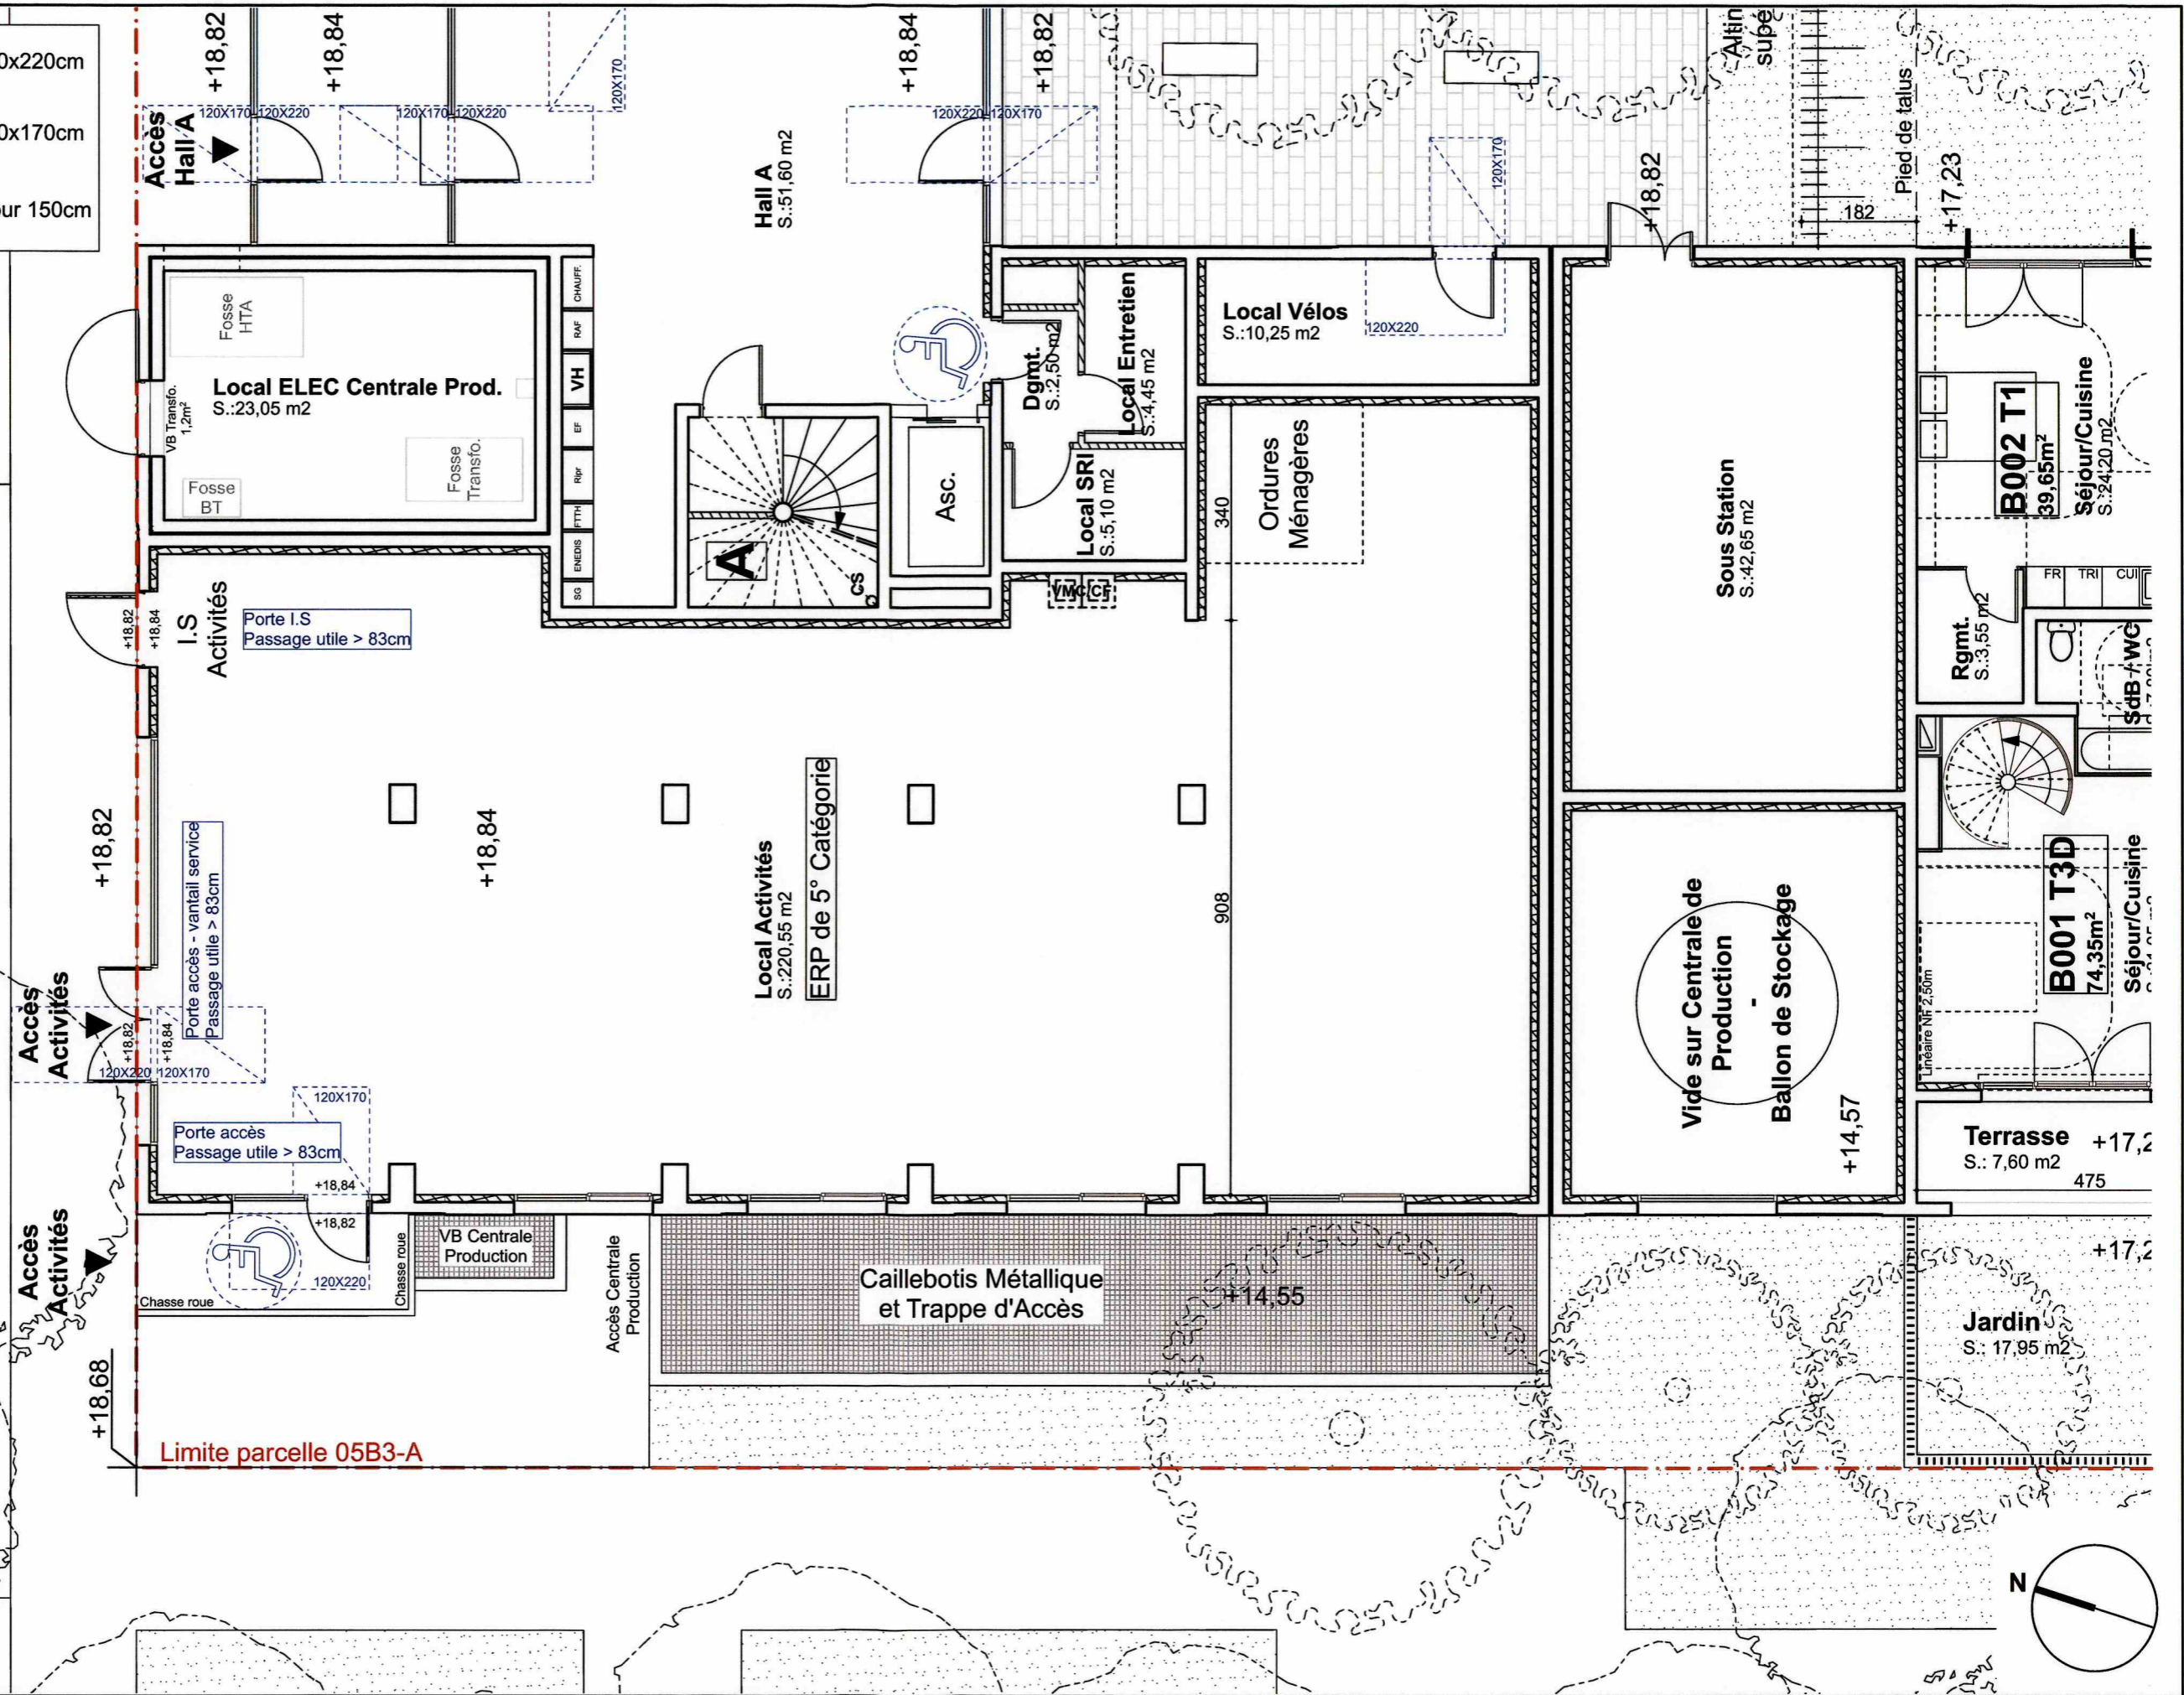 0x220cm
0x170cm
ur 150cm
+18,82
+18,84
+18,84
+18,82
120X170
120X170
120X220
120X170
120X220
120X220
120X170
120X170
120X220
Accès
Hall A
Hall A
S.:51,60 m2
+18,82
Pied de talus
182
+17,23
Fosse
HTA
VB Transfo.
1,2m²
Local ELEC Centrale Prod.
S.:23,05 m2
Fosse
BT
Fosse
Transfo.
CHAUFF.
RAF
VH
EF
Ripr
FTTH
ENEDIS
SG
A
CS
Asc.
Dgmt.
S.:2,50 m2
Local Entretien
S.:4,45 m2
Local SRI
S.:5,10 m2
VMC/CF
Local Vélos
S.:10,25 m2
Ordures
Ménagères
340
908
Sous Station
S.:42,65 m2
B002 T1
39,65m²
Séjour/Cuisine
S.:24,20 m2
FR
TRI
CUI
Rgmt.
S.:3,55 m2
SdB+WC
I.S
Activités
Porte I.S
Passage utile > 83cm
+18,82
+18,84
+18,82
+18,84
Porte accès - vantail service
Passage utile > 83cm
Local Activités
S.:220,55 m2
ERP de 5° Catégorie
Accès
Activités
+18,82
+18,84
120X220
120X170
120X170
Porte accès
Passage utile > 83cm
+18,84
+18,82
120X220
Accès
Activités
Chasse roue
Chasse roue
VB Centrale
Production
Accès Centrale
Production
Caillebotis Métallique
et Trappe d'Accès
+14,55
Vide sur Centrale de
Production
-
Ballon de Stockage
+14,57
B001 T3D
74,35m²
Séjour/Cuisine
Linéaire NF 2,50m
Terrasse
S.: 7,60 m2
475
Jardin
S.: 17,95 m2
+18,68
Limite parcelle 05B3-A
N